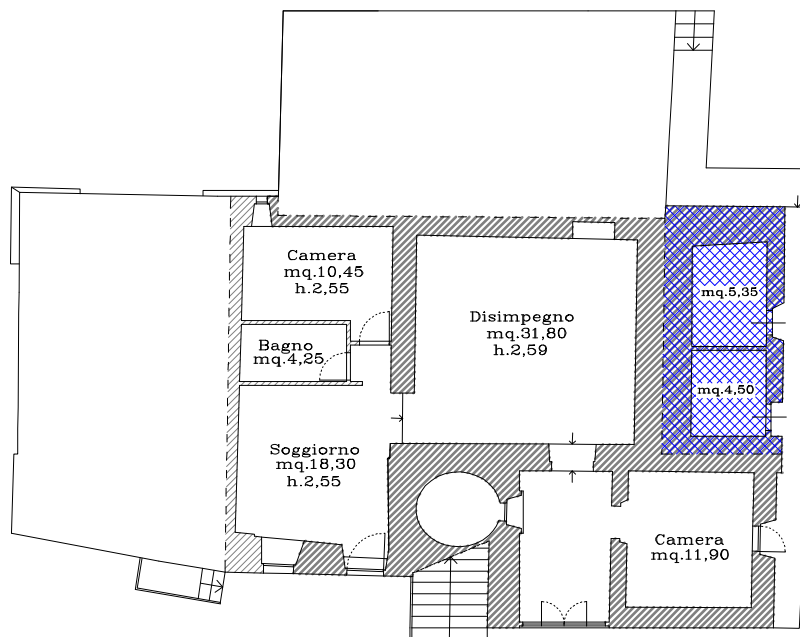 Camera
mq.10,45
h.2,55
Bagno
mq.4,25
Disimpegno
mq.31,80
h.2,59
mq.5,35
mq.4,50
Soggiorno
mq.18,30
h.2,55
Camera
mq.11,90